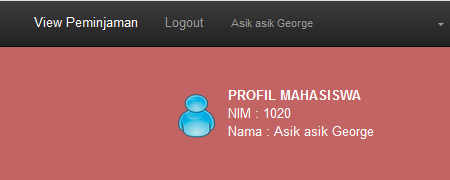 View Peminjaman Logout Asik asik George
PROFIL MAHASISWA
NIM : 1020
Nama : Asik asik George